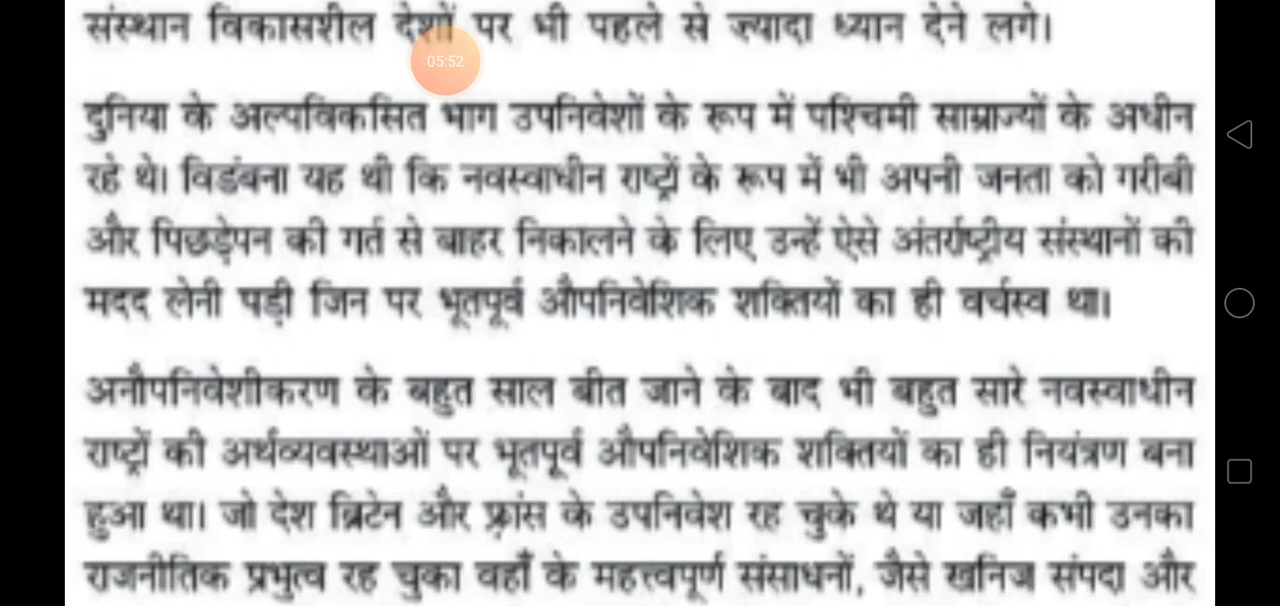 संस्थान विकासशील देशों पर भी पहले से ज्यादा ध्यान देने लगे।
05:52
दुनिया के अल्पविकसित भाग उपनिवेशों के रूप में पश्चिमी साम्राज्यों के अधीन
रहे थे। विडंबना यह थी कि नवस्वाधीन राष्ट्रों के रूप में भी अपनी जनता को गरीबी
और पिछड़ेपन की गर्त से बाहर निकालने के लिए उन्हें ऐसे अंतर्राष्ट्रीय संस्थानों की
मदद लेनी पड़ी जिन पर भूतपूर्व औपनिवेशिक शक्तियों का ही वर्चस्व था।
अनौपनिवेशीकरण के बहुत साल बीत जाने के बाद भी बहुत सारे नवस्वाधीन
राष्ट्रों की अर्थव्यवस्थाओं पर भूतपूर्व औपनिवेशिक शक्तियों का ही नियंत्रण बना
हुआ था। जो देश ब्रिटेन और फ़्रांस के उपनिवेश रह चुके थे या जहाँ कभी उनका
राजनीतिक प्रभुत्व रह चुका वहाँ के महत्त्वपूर्ण संसाधनों, जैसे खनिज संपदा और